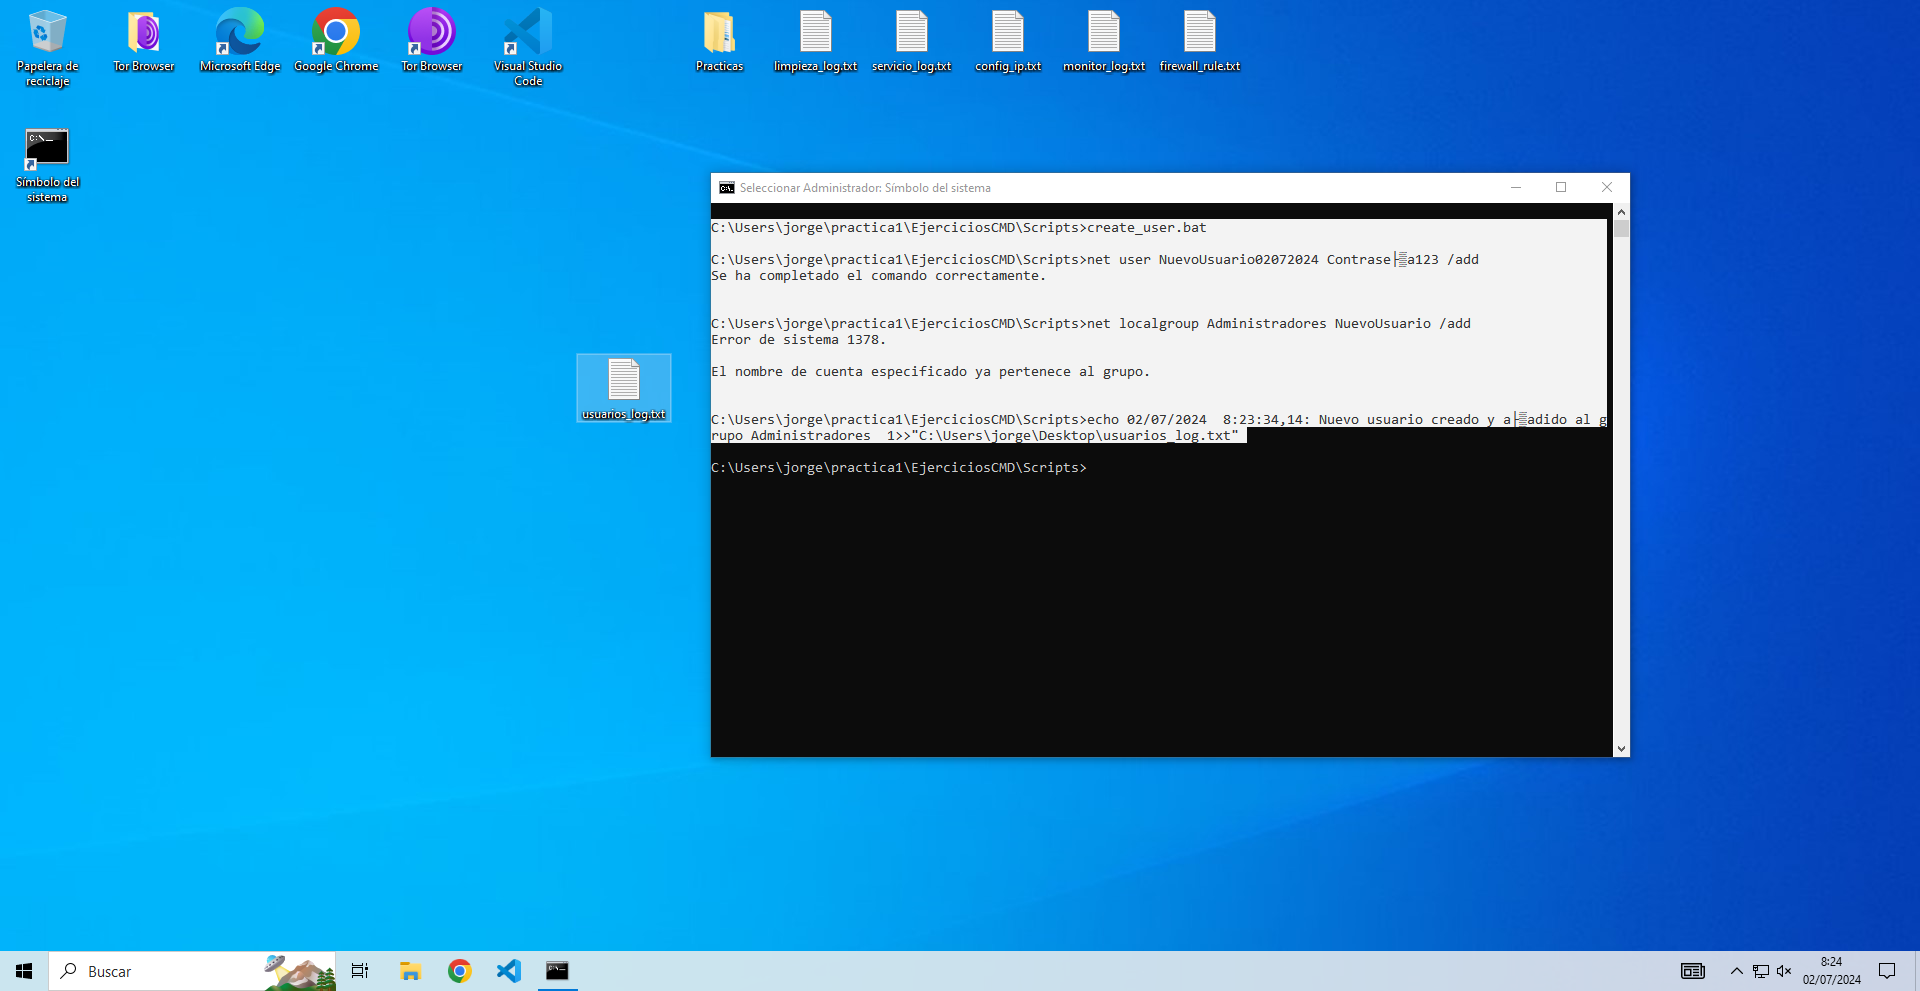 Papelera de
reciclaje
Tor Browser
Microsoft Edge
Google Chrome
Tor Browser
Visual Studio
Code
Practicas
limpieza_log.txt
servicio_log.txt
config_ip.txt
monitor_log.txt
firewall_rule.txt
C:\._
Símbolo del
sistema
usuarios_log.txt
Seleccionar Administrador: Símbolo del sistema
C:\Users\jorge\practica1\EjerciciosCMD\Scripts>create_user.bat
C:\Users\jorge\practica1\EjerciciosCMD\Scripts>net user NuevoUsuario02072024 Contrase├▒a123 /add
Se ha completado el comando correctamente.
C:\Users\jorge\practica1\EjerciciosCMD\Scripts>net localgroup Administradores NuevoUsuario /add
Error de sistema 1378.
El nombre de cuenta especificado ya pertenece al grupo.
C:\Users\jorge\practica1\EjerciciosCMD\Scripts>echo 02/07/2024  8:23:34,14: Nuevo usuario creado y a├▒adido al g
rupo Administradores  1>>"C:\Users\jorge\Desktop\usuarios_log.txt"
C:\Users\jorge\practica1\EjerciciosCMD\Scripts>
Buscar
8:24
02/07/2024